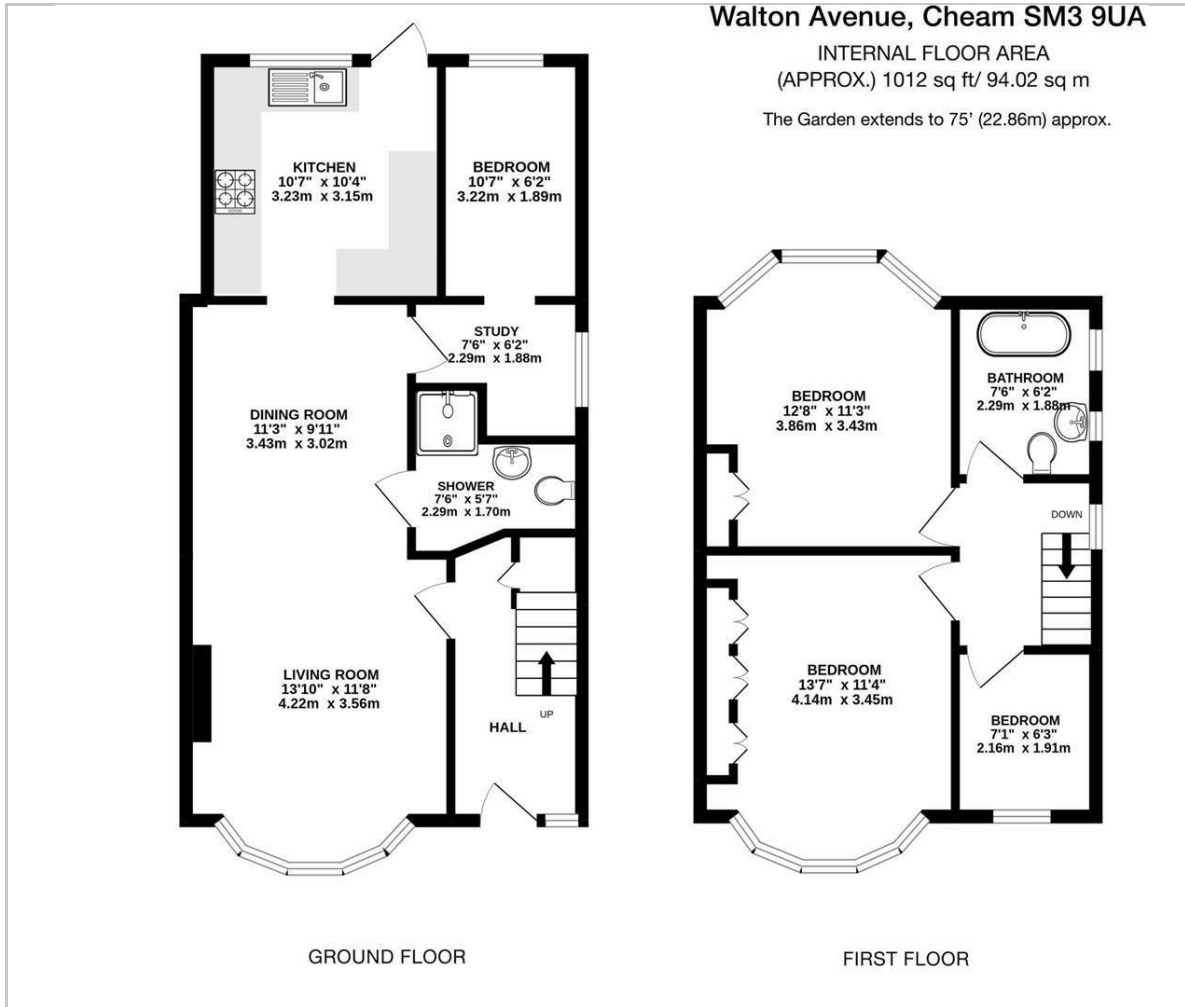 Walton Avenue, Cheam SM3 9UA
INTERNAL FLOOR AREA
(APPROX.) 1012 sq ft/ 94.02 sq m
The Garden extends to 75' (22.86m) approx.
KITCHEN
10'7" x 10'4"
3.23m x 3.15m
BEDROOM
10'7" x 6'2"
3.22m x 1.89m
STUDY
7'6" x 6'2"
2.29m x 1.88m
DINING ROOM
11'3" x 9'11"
3.43m x 3.02m
SHOWER
7'6" x 5'7"
2.29m x 1.70m
LIVING ROOM
13'10" x 11'8"
4.22m x 3.56m
HALL
UP
GROUND FLOOR
BEDROOM
12'8" x 11'3"
3.86m x 3.43m
BATHROOM
7'6" x 6'2"
2.29m x 1.88m
DOWN
BEDROOM
13'7" x 11'4"
4.14m x 3.45m
BEDROOM
7'1" x 6'3"
2.16m x 1.91m
FIRST FLOOR